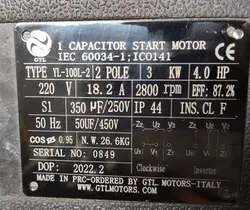 GTL
1 CAPACITOR START MOTOR
IEC 60034-1; IC0141
TYPE YL-100L-2 2 POLE 3 KW 4.0 HP
220 V 18.2 A 2800 rpm EFF: 87.2%
S1 350 µF/250V IP 44 INS. CL F
50 Hz 50UF/450V
COS φ 0.95 N.W. 26.6KG
SERIAL NO: 0849
DOP: 2022.2 Clockwise Inversion
MADE IN PRC-ORDERED BY GTL MOTORS-ITALY
WWW.GTLMOTORS.COM